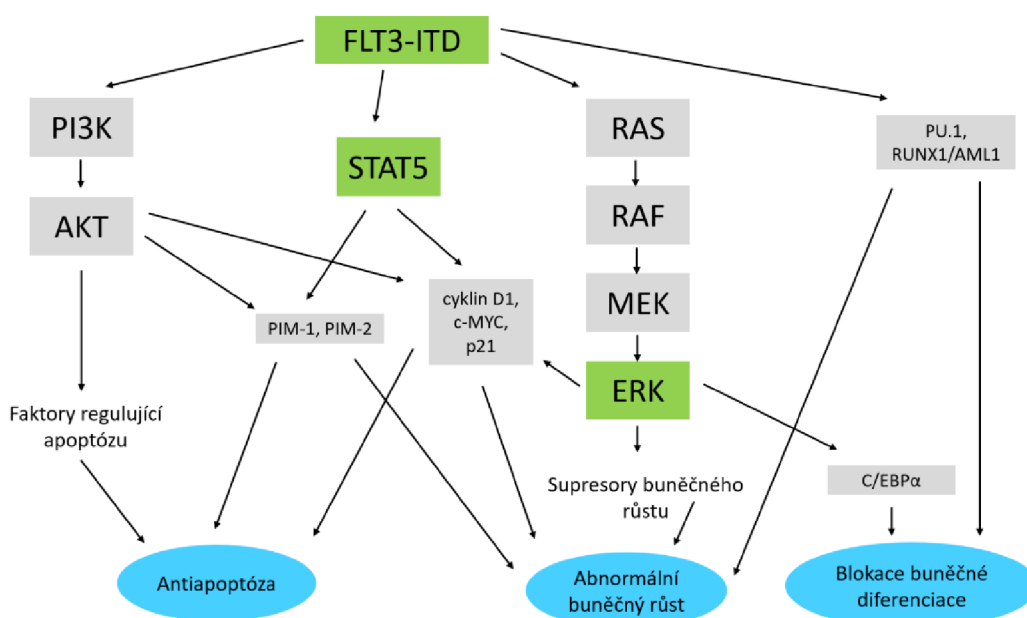 FLT3-ITD
PI3K
RAS
PU.1,
RUNX1/AML1
STAT5
AKT
RAF
cyklin D1,
c-MYC,
p21
MEK
PIM-1, PIM-2
ERK
Faktory regulující
apoptózu
C/EBPα
Supresory buněčného
růstu
Antiapoptóza
Abnormální
buněčný růst
Blokace buněčné
diferenciace